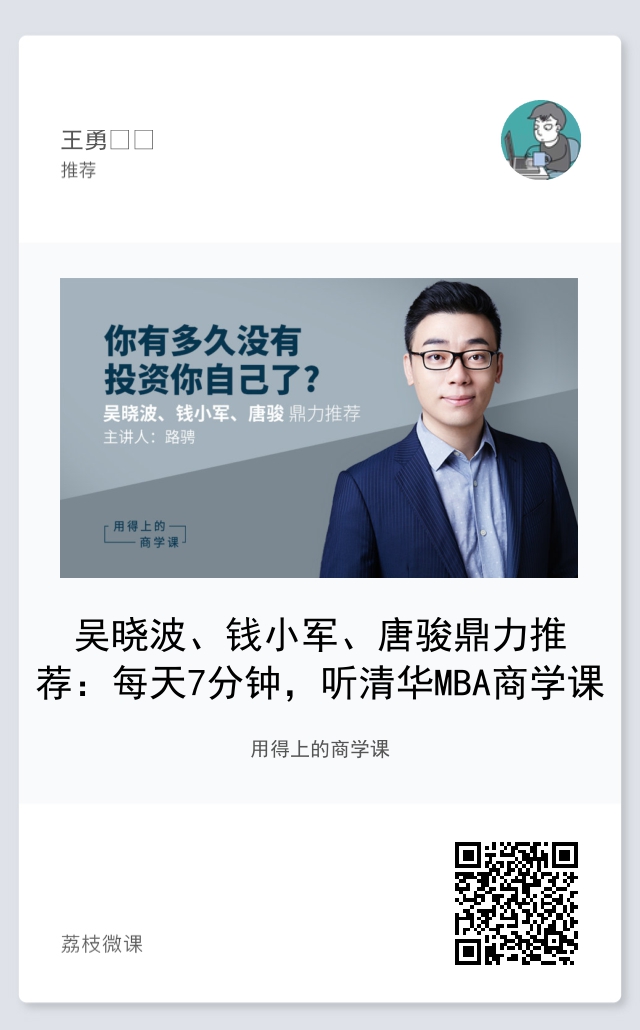 王勇□□
推荐
你有多久没有
投资你自己了?
吴晓波、钱小军、唐骏 鼎力推荐
主讲人：路骋
用得上的
商学课
吴晓波、钱小军、唐骏鼎力推
荐：每天7分钟，听清华MBA商学课
用得上的商学课
荔枝微课